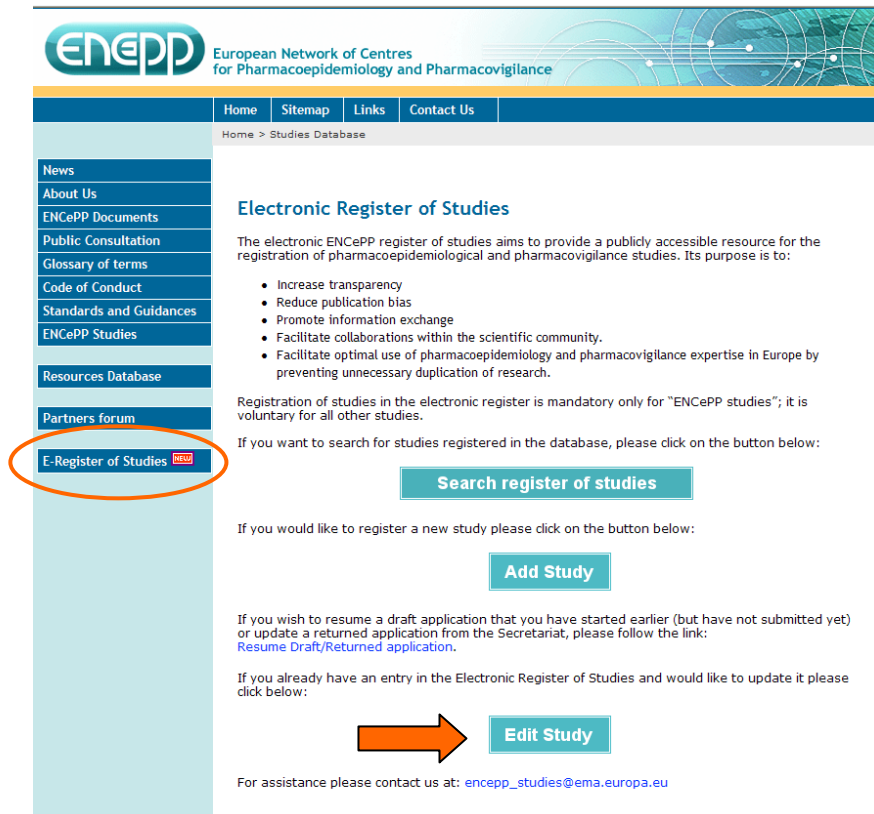 ENCePP
European Network of Centres
for Pharmacoepidemiology and Pharmacovigilance
Home Sitemap Links Contact Us
Home > Studies Database
News
About Us
ENCePP Documents
Public Consultation
Glossary of terms
Code of Conduct
Standards and Guidances
ENCePP Studies
Resources Database
Partners forum
E-Register of Studies NEW
Electronic Register of Studies
The electronic ENCePP register of studies aims to provide a publicly accessible resource for the
registration of pharmacoepidemiological and pharmacovigilance studies. Its purpose is to:
• Increase transparency
• Reduce publication bias
• Promote information exchange
• Facilitate collaborations within the scientific community.
• Facilitate optimal use of pharmacoepidemiology and pharmacovigilance expertise in Europe by
preventing unnecessary duplication of research.
Registration of studies in the electronic register is mandatory only for “ENCePP studies”; it is
voluntary for all other studies.
If you want to search for studies registered in the database, please click on the button below:
Search register of studies
If you would like to register a new study please click on the button below:
Add Study
If you wish to resume a draft application that you have started earlier (but have not submitted yet)
or update a returned application from the Secretariat, please follow the link:
Resume Draft/Returned application.
If you already have an entry in the Electronic Register of Studies and would like to update it please
click below:
Edit Study
For assistance please contact us at: encepp_studies@ema.europa.eu